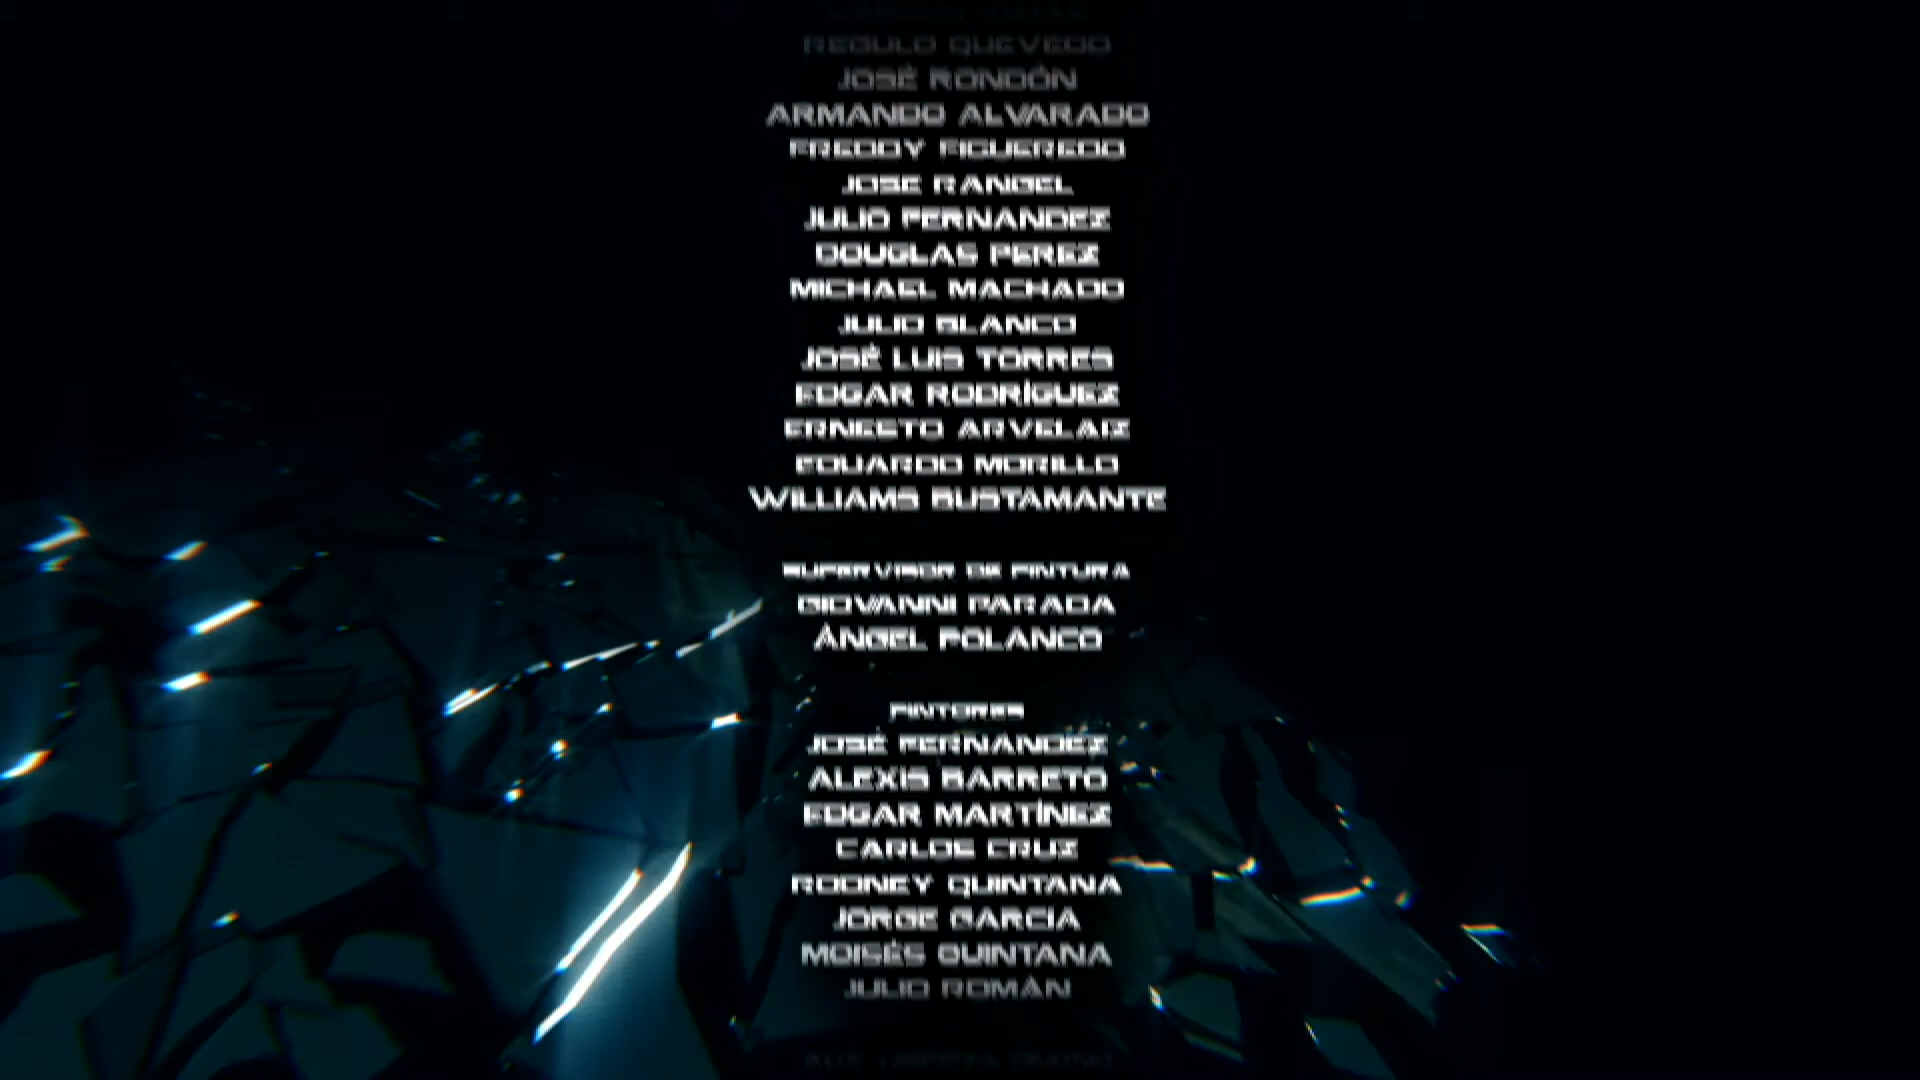 REGULO QUEVEDO
JOSÉ RONDÓN
ARMANDO ALVARADO
FREDDY FIGUEREDO
JOSE RANGEL
JULIO FERNANDEZ
DOUGLAS PEREZ
MICHAEL MACHADO
JULIO BLANCO
JOSÉ LUIS TORRES
EDGAR RODRÍGUEZ
ERNESTO ARVELAIZ
EDUARDO MORILLO
WILLIAMS BUSTAMANTE
SUPERVISOR DE PINTURA
GIOVANNI PARADA
ÁNGEL POLANCO
PINTORES
JOSÉ FERNÁNDEZ
ALEXIS BARRETO
EDGAR MARTÍNEZ
CARLOS CRUZ
RODNEY QUINTANA
JORGE GARCÍA
MOISÉS QUINTANA
JULIO ROMÁN